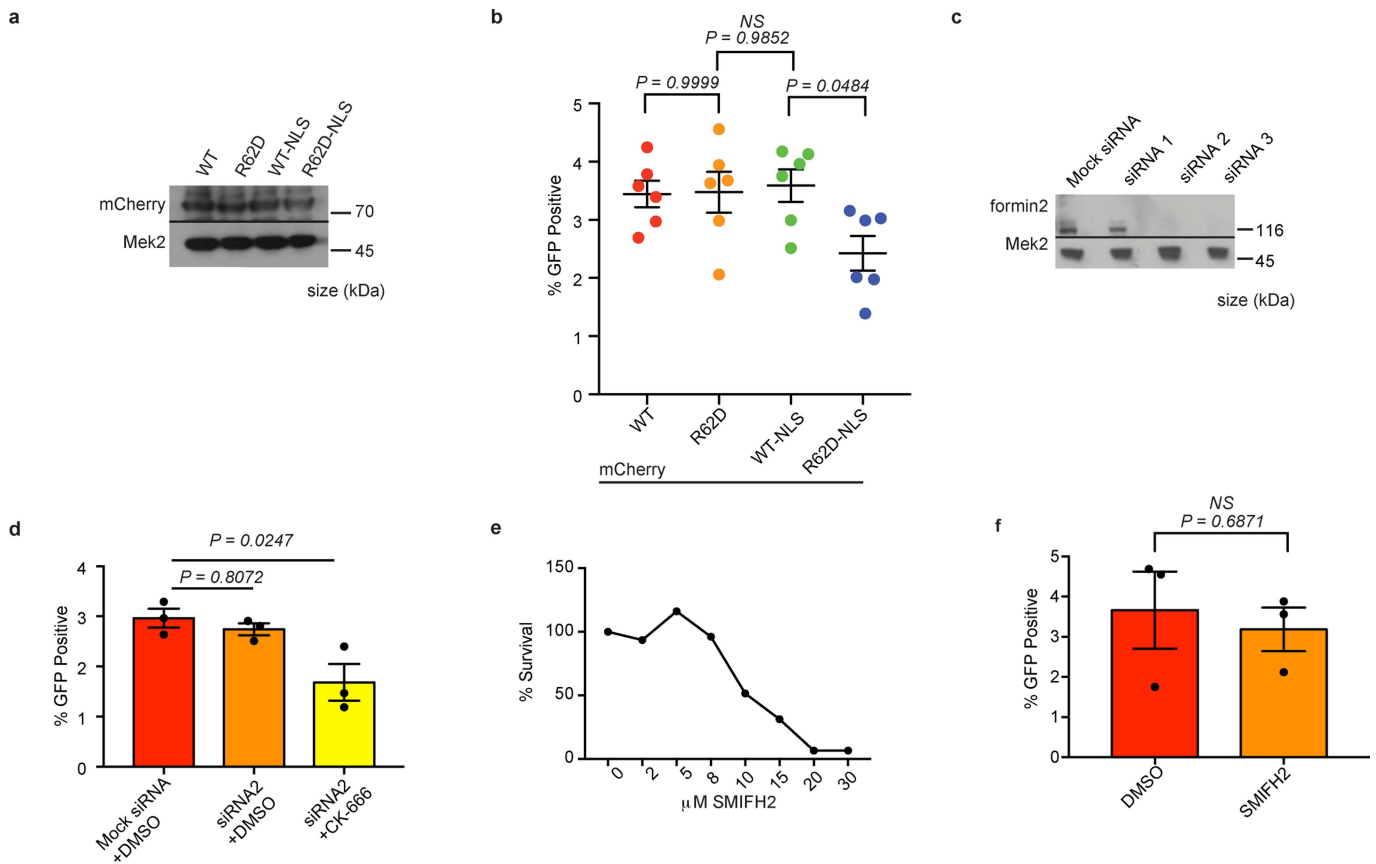 a
WT
R62D
WT-NLS
R62D-NLS
mCherry
70
Mek2
45
size (kDa)
b
NS
P = 0.9852
P = 0.9999
P = 0.0484
5
4
3
2
1
0
% GFP Positive
WT
R62D
WT-NLS
R62D-NLS
mCherry
c
Mock siRNA
siRNA 1
siRNA 2
siRNA 3
formin2
116
Mek2
45
size (kDa)
d
P = 0.0247
P = 0.8072
4
3
2
1
0
% GFP Positive
Mock siRNA
+DMSO
siRNA2
+DMSO
siRNA2
+CK-666
e
150
100
50
0
% Survival
0
2
5
8
10
15
20
30
μM SMIFH2
f
NS
P = 0.6871
5
4
3
2
1
0
% GFP Positive
DMSO
SMIFH2